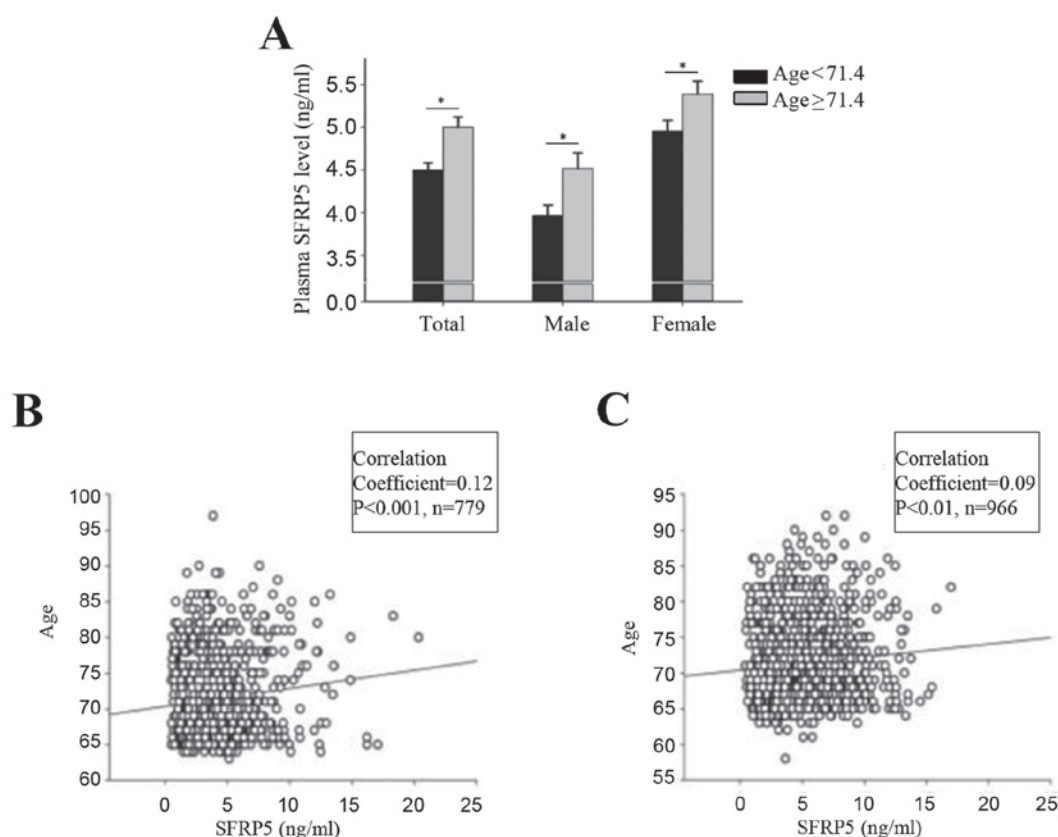 A
Plasma SFRP5 level (ng/ml)
5.5
5.0
4.5
4.0
3.5
0.0
* * *
Total Male Female
Age<71.4
Age≥71.4
B
Correlation
Coefficient=0.12
P<0.001, n=779
Age
100
95
90
85
80
75
70
65
60
0 5 10 15 20 25
SFRP5 (ng/ml)
C
Correlation
Coefficient=0.09
P<0.01, n=966
Age
95
90
85
80
75
70
65
60
55
0 5 10 15 20 25
SFRP5 (ng/ml)